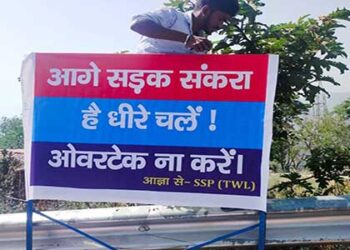 आगे सड़क संकरा
है धीरे चलें !
ओवरटेक ना करें।
आज्ञा से- SSP (TWL)